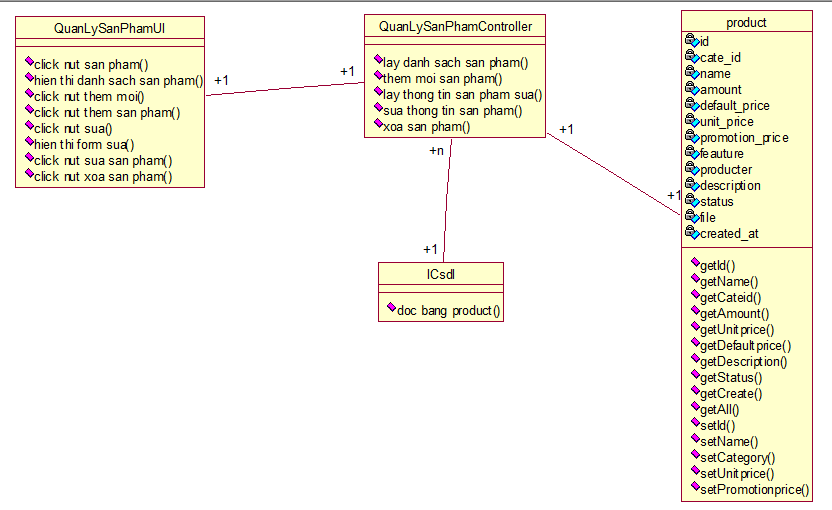 QuanLySanPhamUI
click nut san pham()
hien thi danh sach san pham()
click nut them moi()
click nut them san pham()
click nut sua()
hien thi form sua()
click nut sua san pham()
click nut xoa san pham()
+1
+1
QuanLySanPhamController
lay danh sach san pham()
them moi san pham()
lay thong tin san pham sua()
sua thong tin san pham()
xoa san pham()
+n
+1
+1
+1
ICsdl
doc bang product()
product
id
cate_id
name
amount
default_price
unit_price
promotion_price
feauture
producter
description
status
file
created_at
getId()
getName()
getCateid()
getAmount()
getUnitprice()
getDefaultprice()
getDescription()
getStatus()
getCreate()
getAll()
setId()
setName()
setCategory()
setUnitprice()
setPromotionprice()